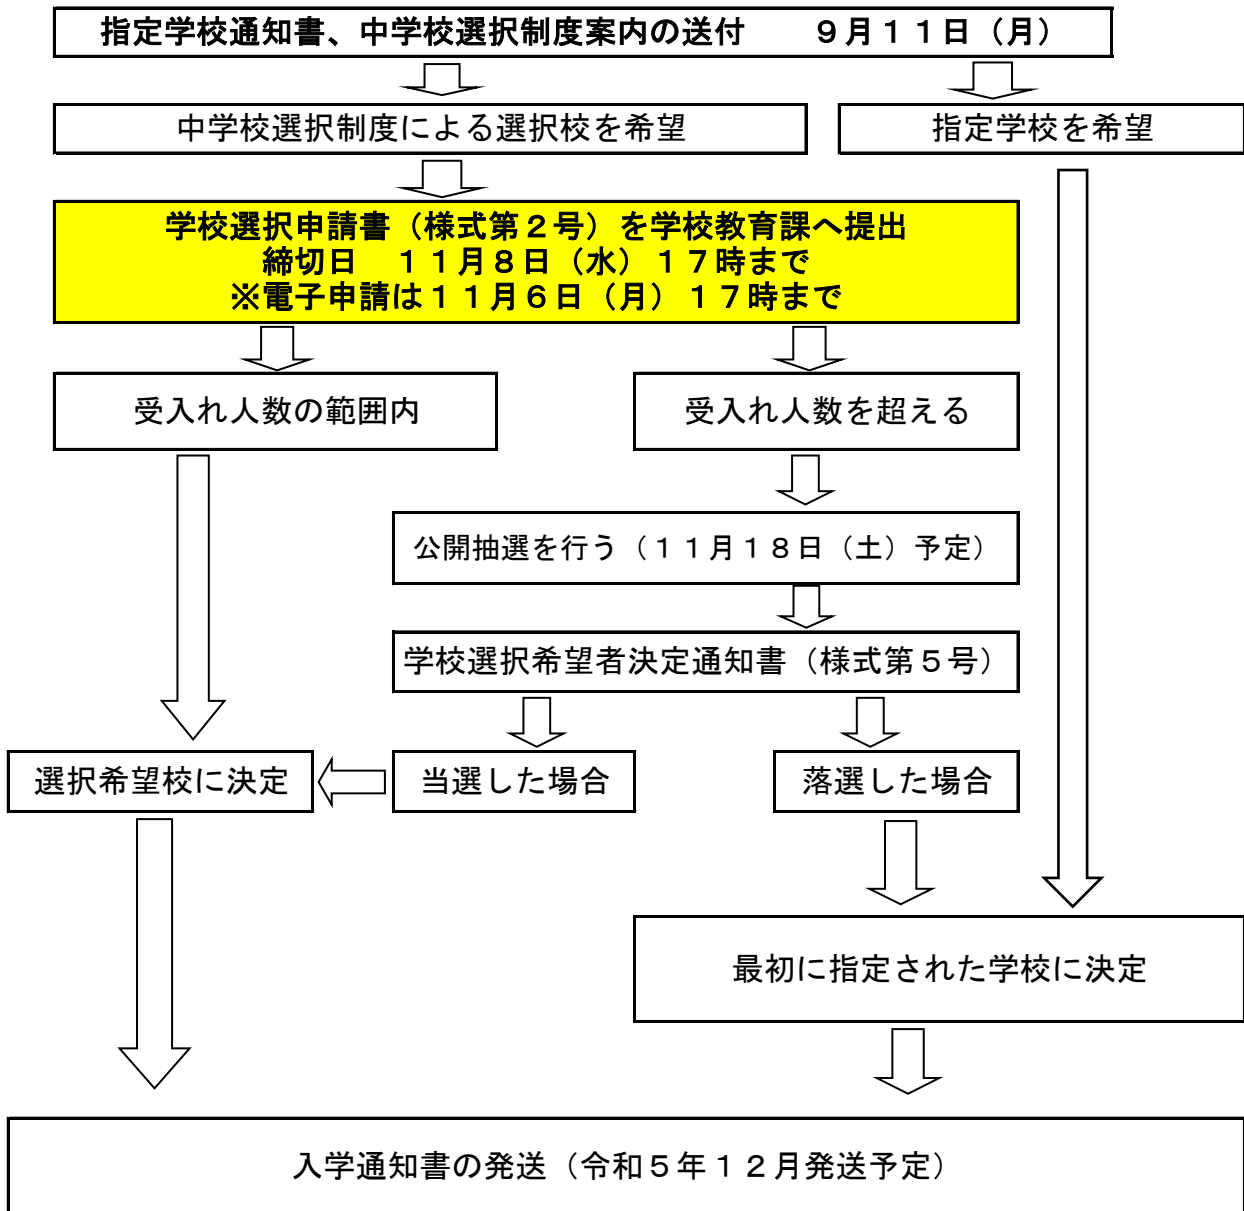 指定学校通知書、中学校選択制度案内の送付　　９月１１日（月）
中学校選択制度による選択校を希望
指定学校を希望
学校選択申請書（様式第２号）を学校教育課へ提出
締切日　１１月８日（水）１７時まで
※電子申請は１１月６日（月）１７時まで
受入れ人数の範囲内
受入れ人数を超える
公開抽選を行う（１１月１８日（土）予定）
学校選択希望者決定通知書（様式第５号）
選択希望校に決定
当選した場合
落選した場合
最初に指定された学校に決定
入学通知書の発送（令和５年１２月発送予定）